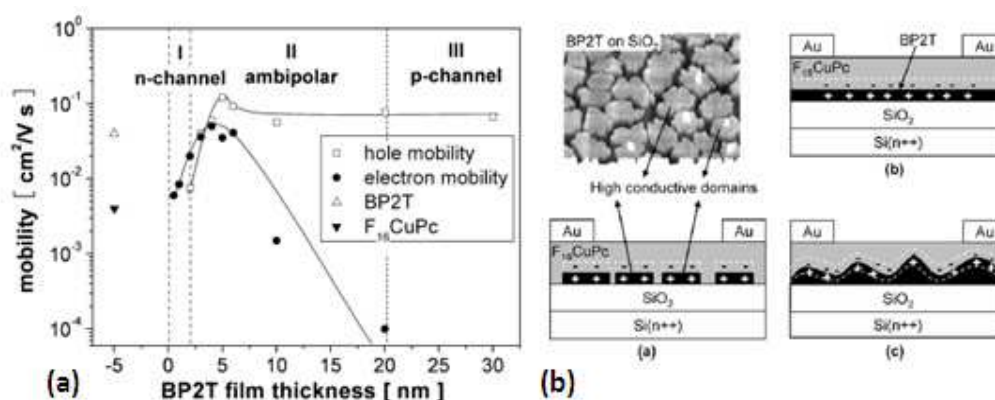 10⁰
10⁻¹
10⁻²
10⁻³
10⁻⁴
mobility [ cm²/V s ]
I
II
III
n-channel
ambipolar
p-channel
hole mobility
electron mobility
BP2T
F₁₆CuPc
-5 0 5 10 15 20 25 30
BP2T film thickness [ nm ]
(a)
BP2T on SiO₂
High conductive domains
Au Au
F₁₆CuPc
SiO₂
Si(n++)
(a)
BP2T
Au Au
F₁₆CuPc
SiO₂
Si(n++)
(b)
Au Au
SiO₂
Si(n++)
(c)
(b)